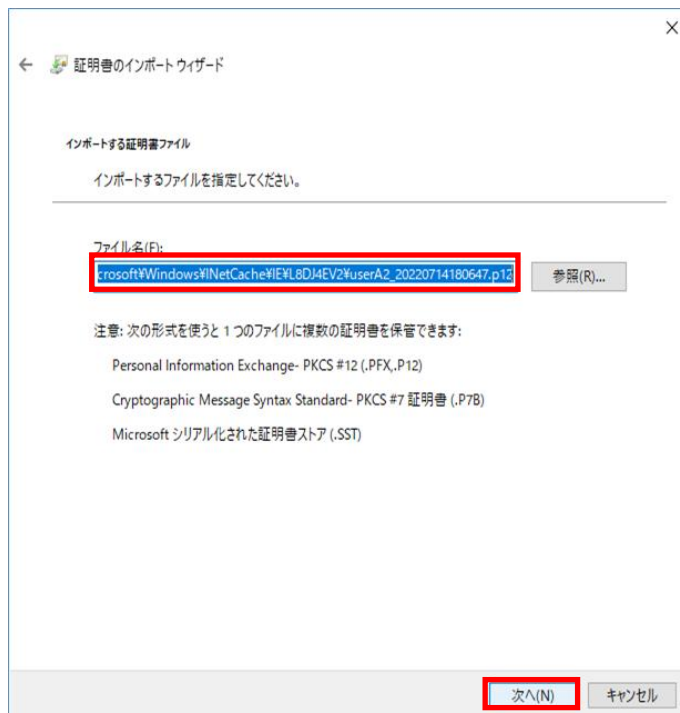 証明書のインポート ウィザード
インポートする証明書ファイル
インポートするファイルを指定してください。
ファイル名(F):
crosoft¥Windows¥INetCache¥IE¥L8DJ4EV2¥userA2_20220714180647.p12
参照(R)...
注意: 次の形式を使うと 1 つのファイルに複数の証明書を保管できます:
Personal Information Exchange- PKCS #12 (.PFX,.P12)
Cryptographic Message Syntax Standard- PKCS #7 証明書 (.P7B)
Microsoft シリアル化された証明書ストア (.SST)
次へ(N)
キャンセル